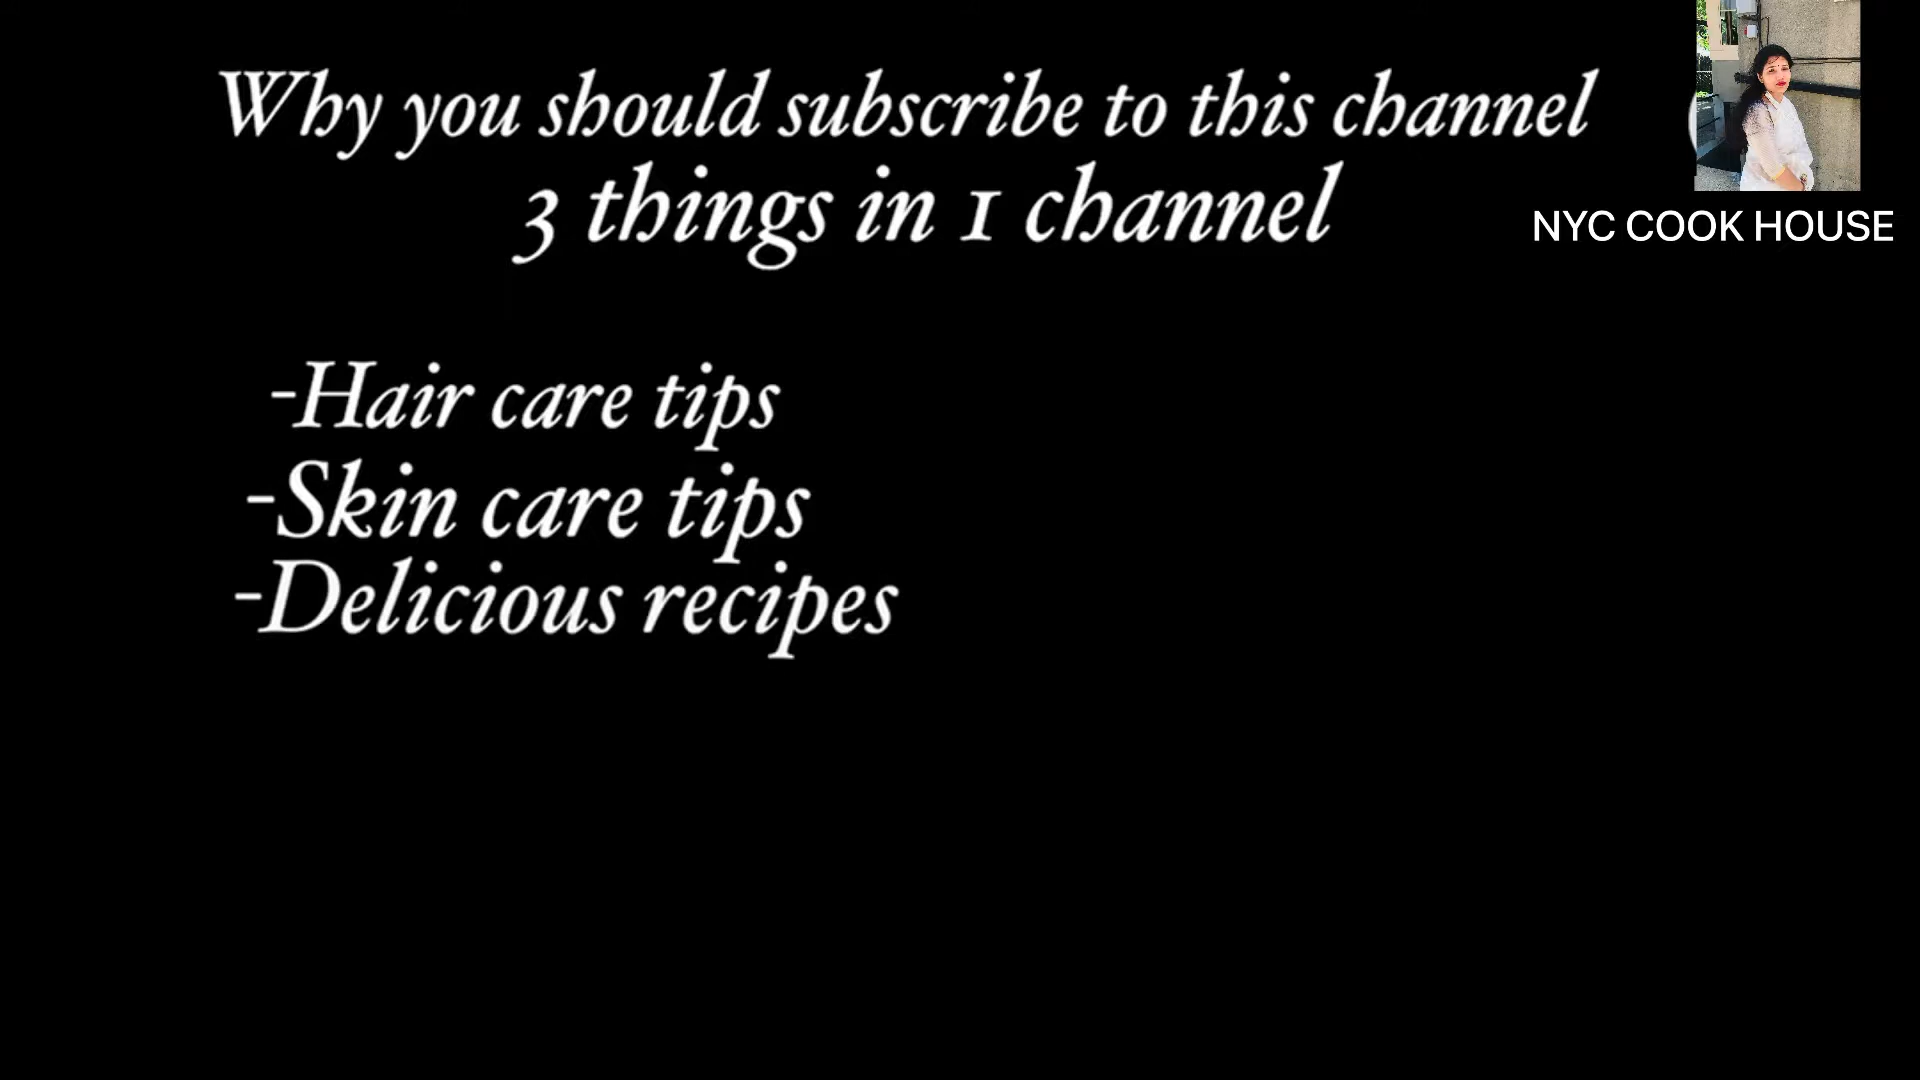 Why you should subscribe to this channel
3 things in 1 channel
NYC COOK HOUSE
-Hair care tips
-Skin care tips
-Delicious recipes